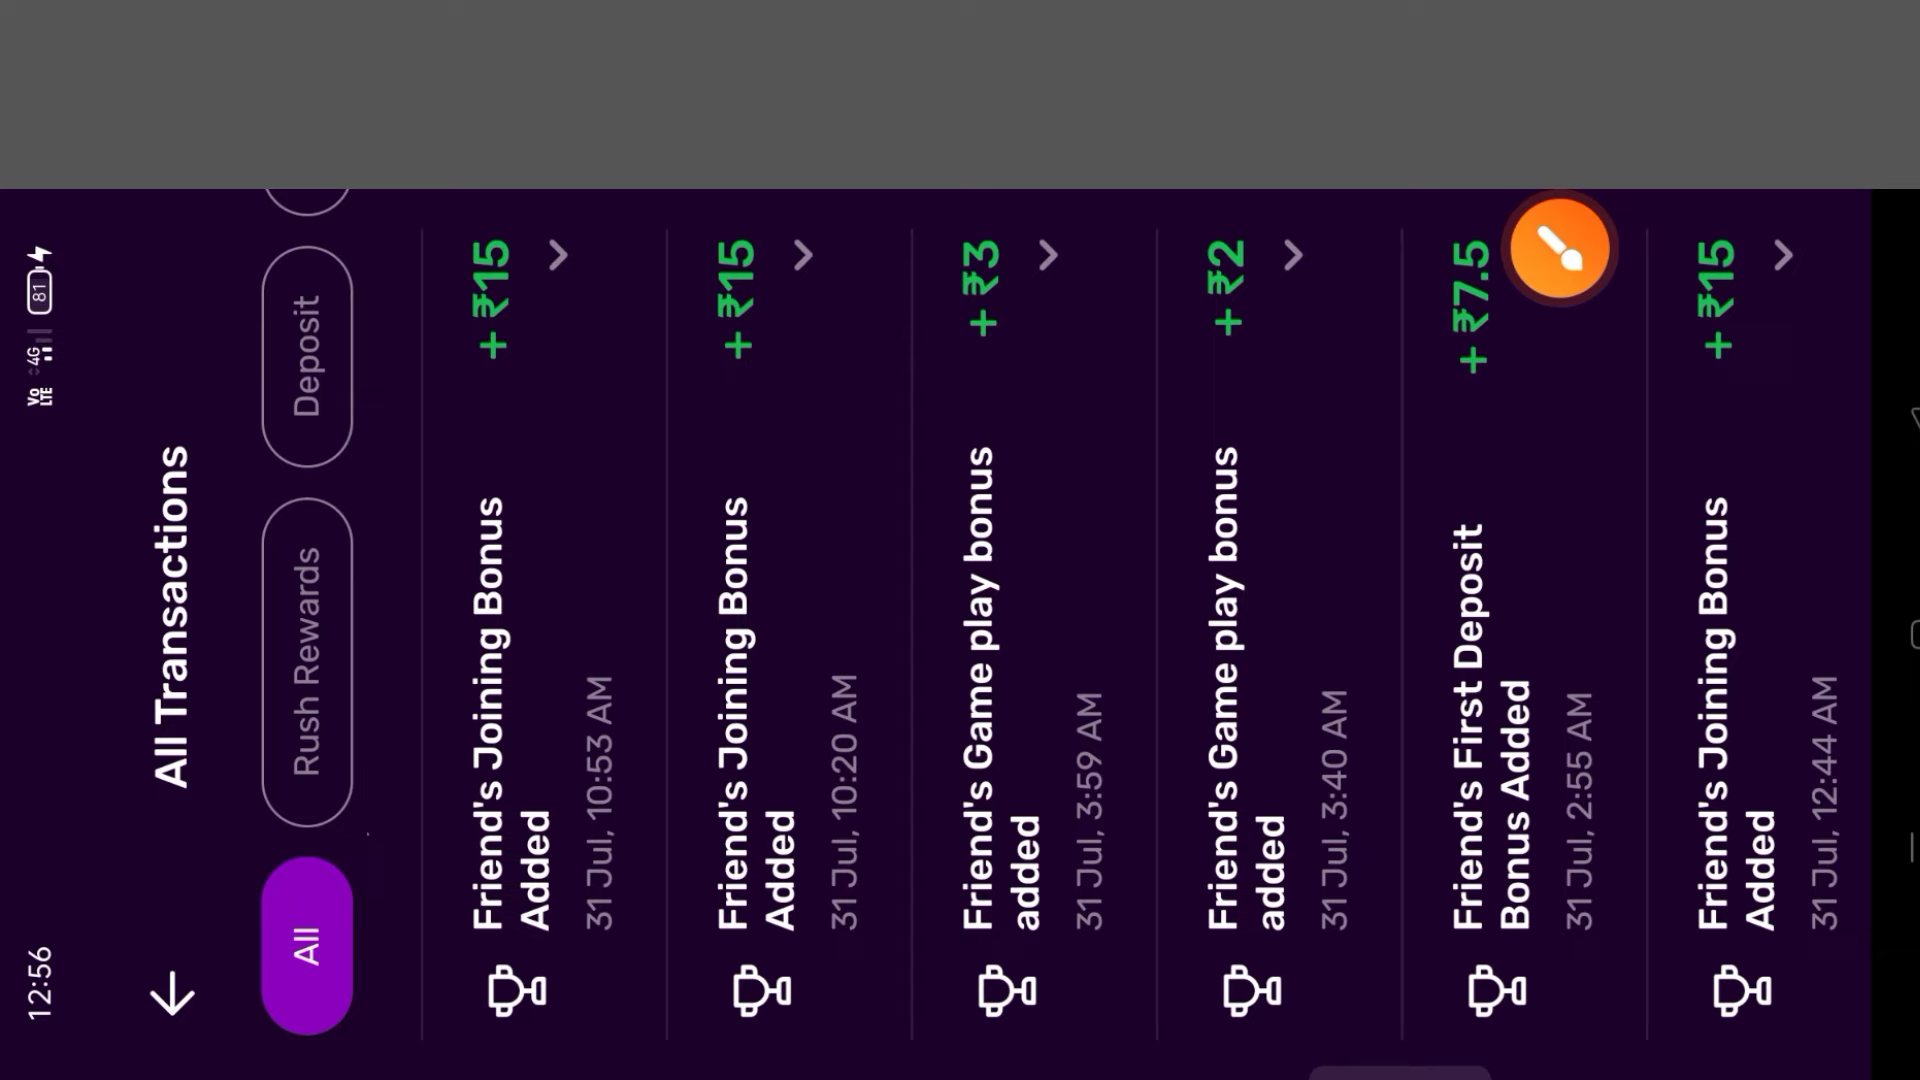 12:56
Vo
LTE
4G
81
All Transactions
All
Rush Rewards
Deposit
Friend's Joining Bonus
Added
+ ₹15
31 Jul, 10:53 AM
Friend's Joining Bonus
Added
+ ₹15
31 Jul, 10:20 AM
Friend's Game play bonus
added
+ ₹3
31 Jul, 3:59 AM
Friend's Game play bonus
added
+ ₹2
31 Jul, 3:40 AM
Friend's First Deposit
Bonus Added
+ ₹7.5
31 Jul, 2:55 AM
Friend's Joining Bonus
Added
+ ₹15
31 Jul, 12:44 AM